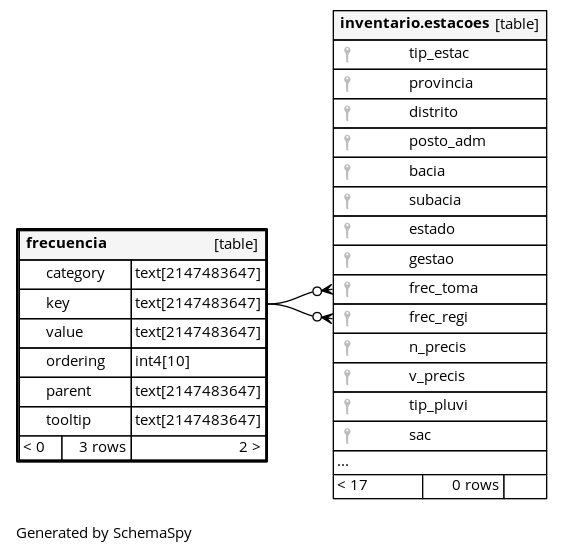 inventario.estacoes [table]
tip_estac
provincia
distrito
posto_adm
bacia
subacia
estado
gestao
frec_toma
frec_regi
n_precis
v_precis
tip_pluvi
sac
...
< 17 0 rows
frecuencia [table]
category text[2147483647]
key text[2147483647]
value text[2147483647]
ordering int4[10]
parent text[2147483647]
tooltip text[2147483647]
< 0 3 rows 2 >
Generated by SchemaSpy